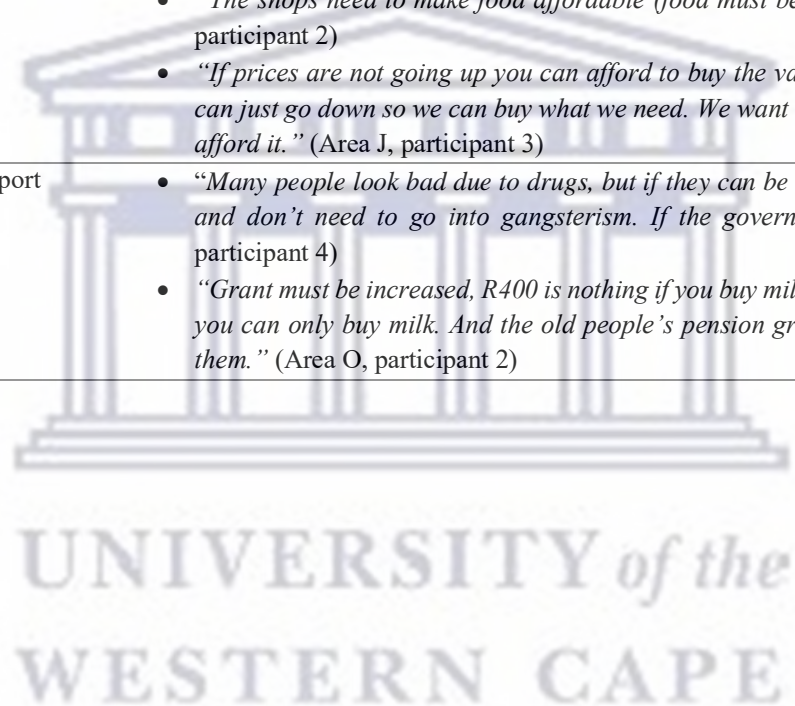 • "The shops need to make food affordable (food must be
participant 2)
• "If prices are not going up you can afford to buy the
can just go down so we can buy what we need. We want
afford it." (Area J, participant 3)
port • "Many people look bad due to drugs, but if they can be
and don't need to go into gangsterism. If the
participant 4)
• "Grant must be increased, R400 is nothing if you buy
you can only buy milk. And the old people's pension
them." (Area O, participant 2)
UNIVERSITY of the
WESTERN CAPE